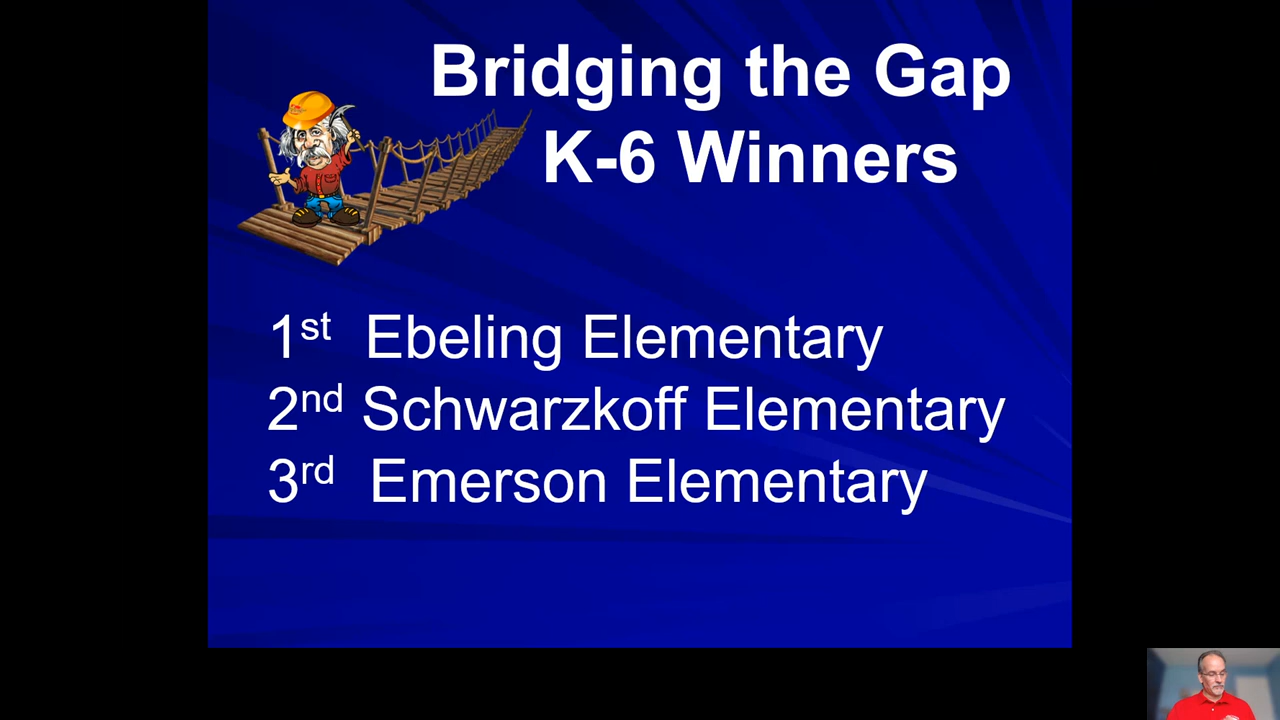 Bridging the Gap
K-6 Winners
1st Ebeling Elementary
2nd Schwarzkoff Elementary
3rd Emerson Elementary